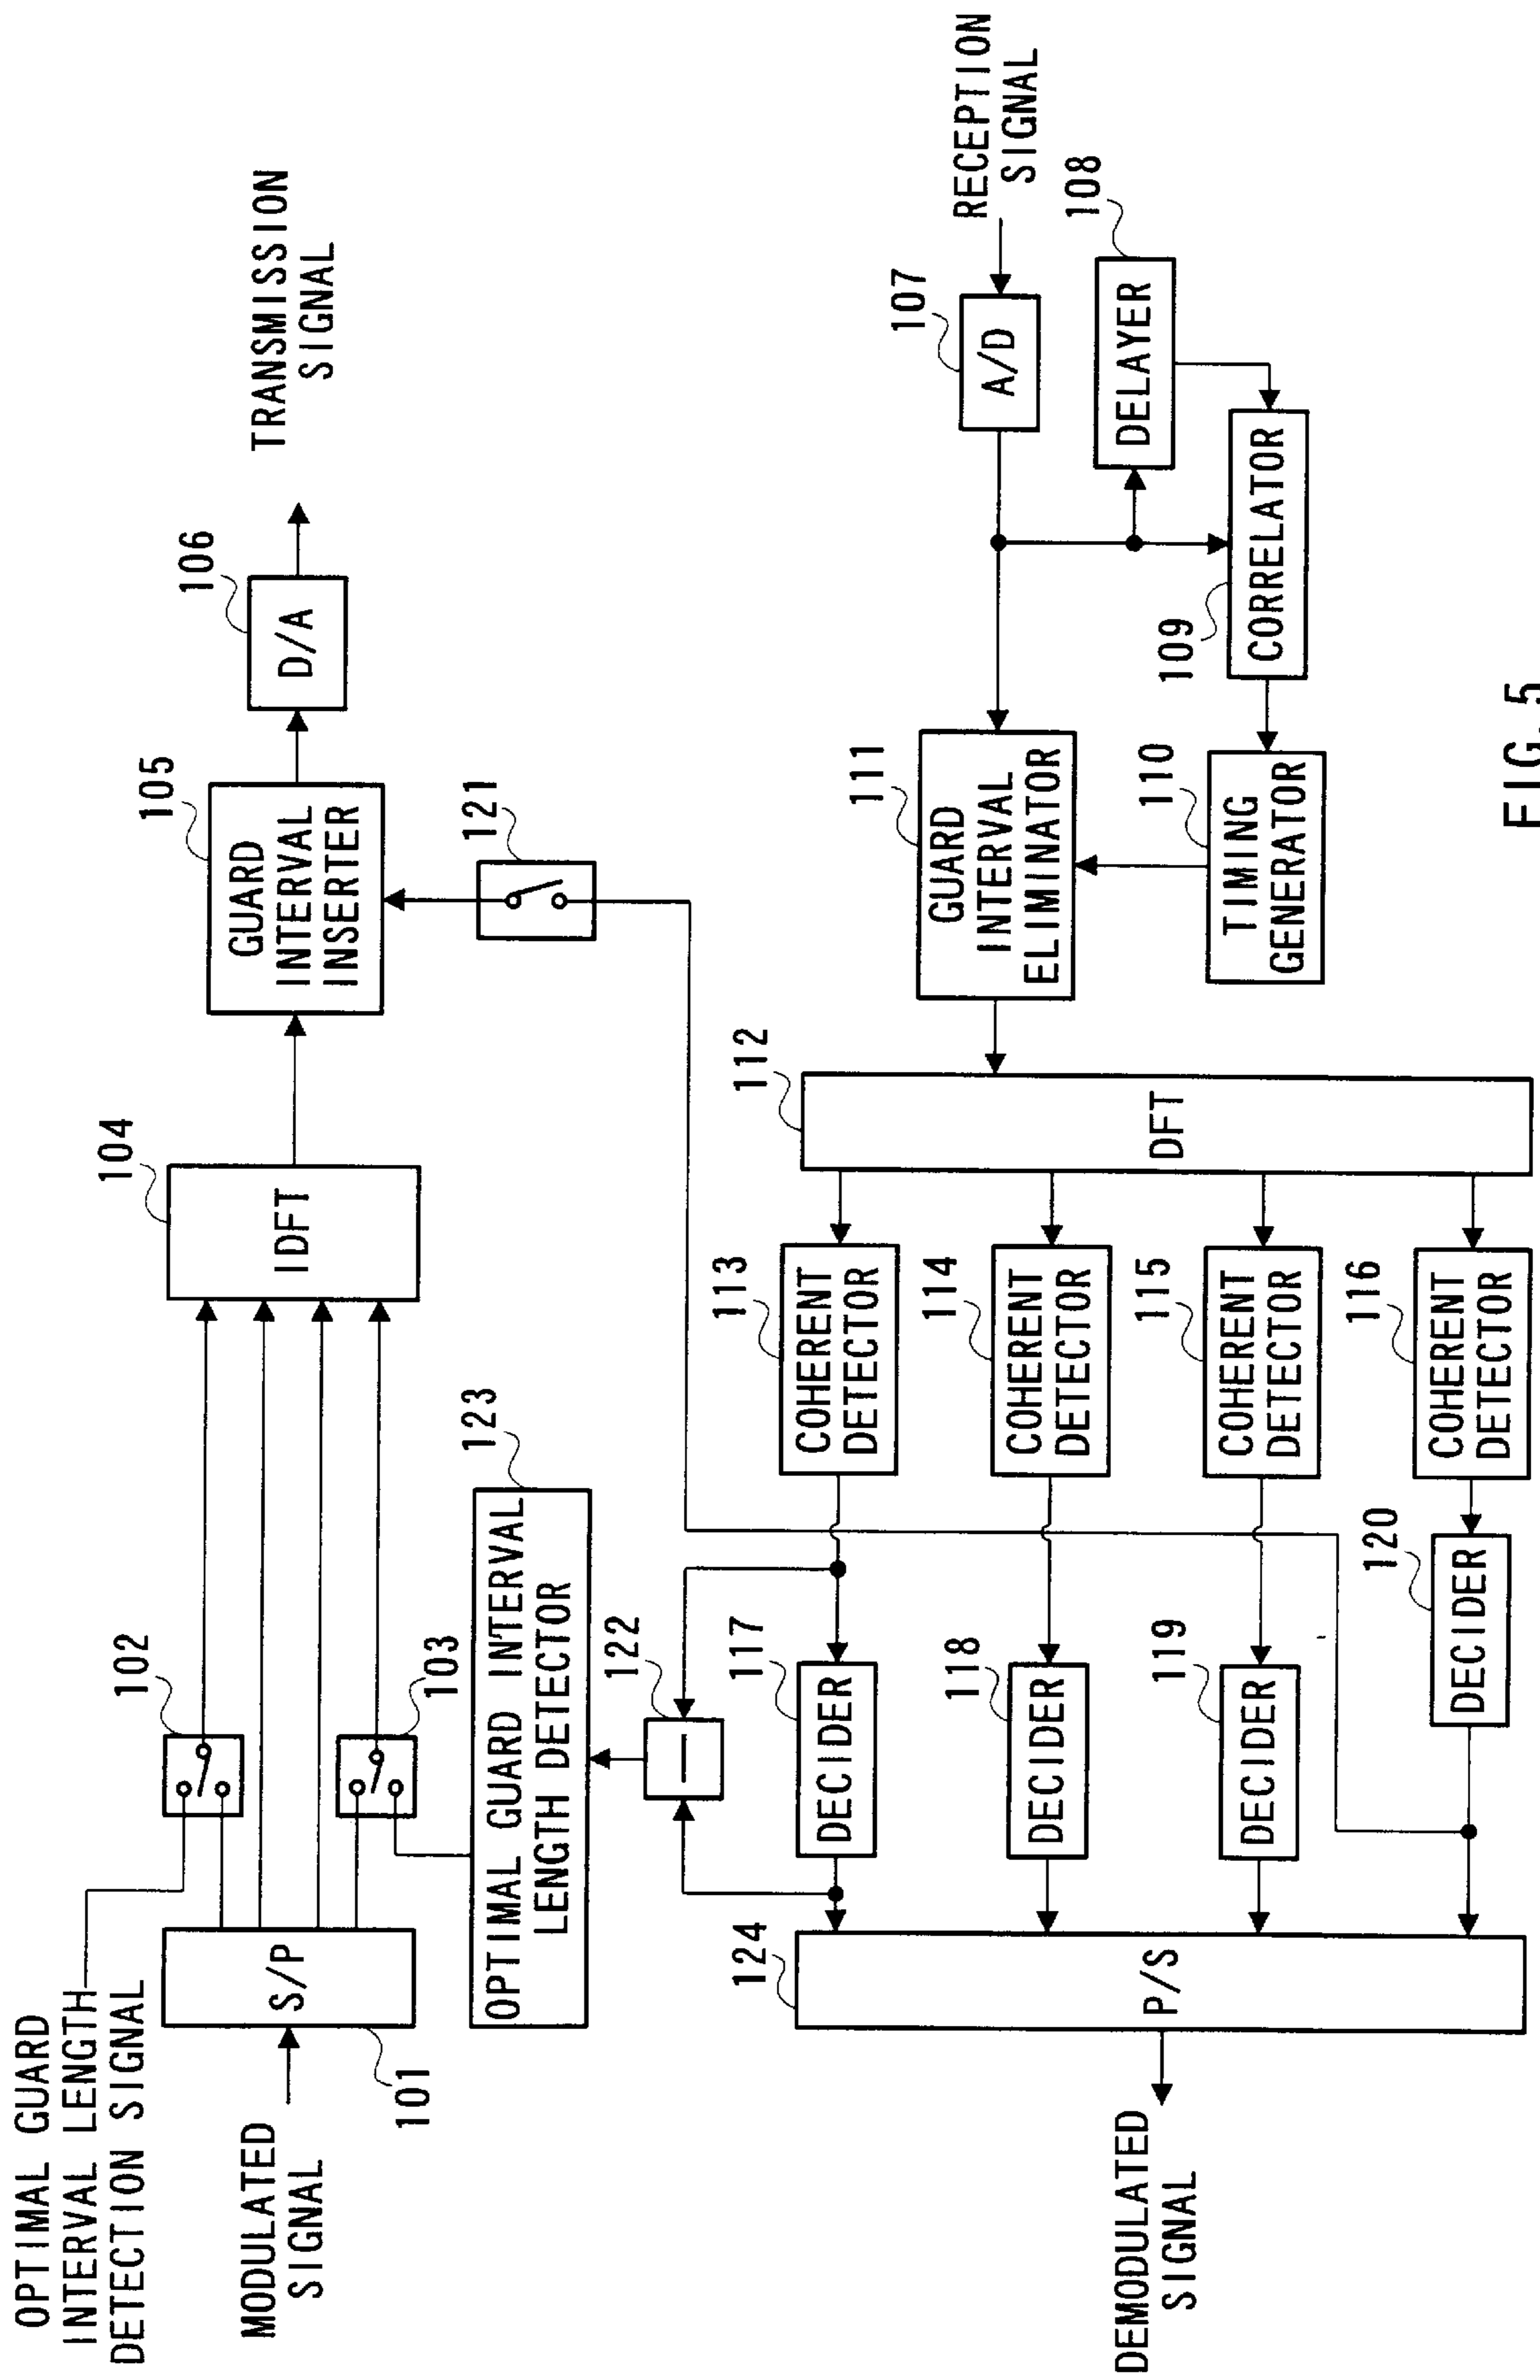 OPTIMAL GUARD
INTERVAL LENGTH
DETECTION SIGNAL
MODULATED
SIGNAL
101
S/P
102
103
104
IDFT
105
GUARD
INTERVAL
INSERTER
106
D/A
TRANSMISSION
SIGNAL
121
123
OPTIMAL GUARD INTERVAL
LENGTH DETECTOR
122
RECEPTION
SIGNAL
107
A/D
108
DELAYER
109
CORRELATOR
110
TIMING
GENERATOR
111
GUARD
INTERVAL
ELIMINATOR
112
DFT
113
COHERENT
DETECTOR
114
COHERENT
DETECTOR
115
COHERENT
DETECTOR
116
COHERENT
DETECTOR
117
DECIDER
118
DECIDER
119
DECIDER
120
DECIDER
124
P/S
DEMODULATED
SIGNAL
FIG. 5